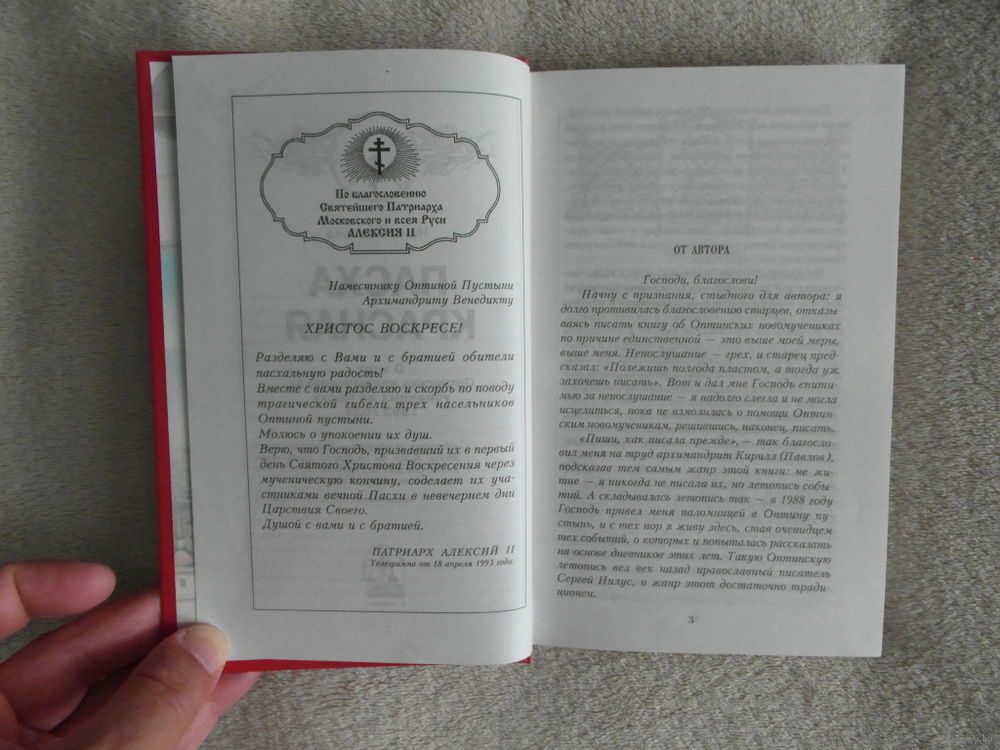 По благословению
Святейшего Патриарха
Московского и всея Руси
АЛЕКСИЯ II
Наместнику Оптиной Пустыни
Архимандриту Венедикту
ХРИСТОС ВОСКРЕСЕ!
Разделяю с Вами и с братией обители
пасхальную радость!
Вместе с вами разделяю и скорбь по поводу
трагической гибели трех насельников
Оптиной пустыни.
Молюсь о упокоении их душ.
Верю, что Господь, призвавший их в первый
день Святого Христова Воскресения через
мученическую кончину, соделает их уча-
стниками вечной Пасхи в невечернем дни
Царствия Своего.
Душой с вами и с братией.
ПАТРИАРХ АЛЕКСИЙ II
Телеграмма от 18 апреля 1993 года.
ПАСХА
КРАСНАЯ
ОТ АВТОРА
Господи, благослови!
Начну с признания, стыдного для автора: я
долго противилась благословению старцев, отказы-
ваясь писать книгу об Оптинских новомучениках
по причине единственной — это выше моей меры,
выше меня. Непослушание — грех, и старец пред-
сказал: «Полежишь полгода пластом, а тогда уж
захочешь писать». Вот и дал мне Господь епити-
мью за непослушание — я надолго слегла и не могла
исцелиться, пока не взмолилась о помощи Оптин-
ским новомученикам, решившись, наконец, писать.
«Пиши, как писала прежде», — так благосло-
вил меня на труд архимандрит Кирилл (Павлов),
подсказав тем самым жанр этой книги: не жи-
тие — я никогда не писала их, но летопись собы-
тий. А складывалась летопись так — в 1988 году
Господь привел меня паломницей в Оптину пу-
стынь, и с тех пор я живу здесь, став очевидцем
тех событий, о которых и попыталась рассказать
на основе дневников этих лет. Такую Оптинскую
летопись вел век назад православный писатель
Сергей Нилус, и жанр этот достаточно тради-
ционен.
3